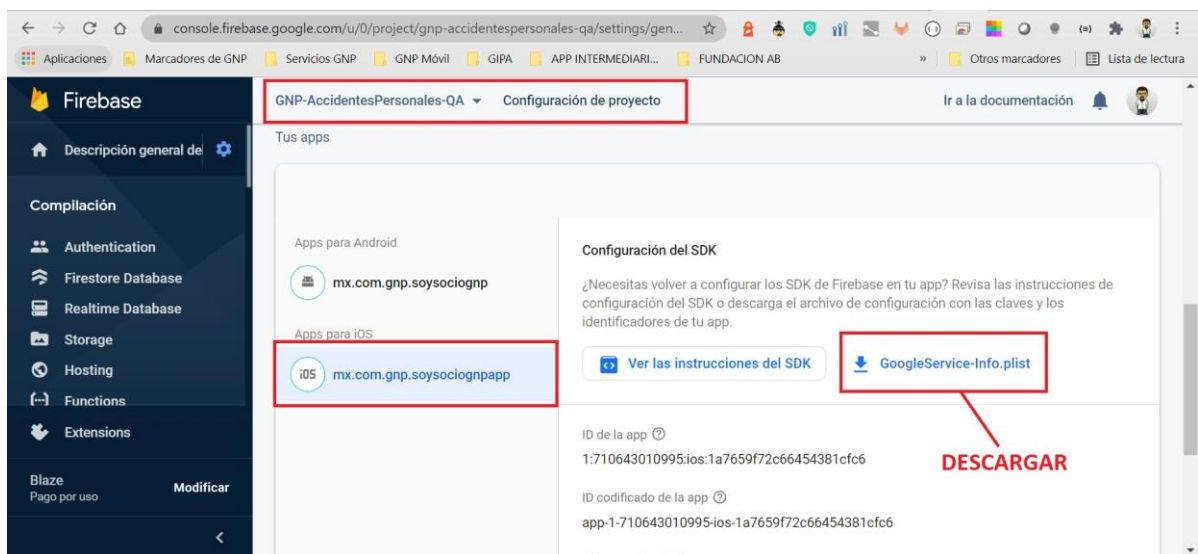 console.firebase.google.com/u/0/project/gnp-accidentespersonales-qa/settings/gen...
Aplicaciones
Marcadores de GNP
Servicios GNP
GNP Móvil
GIPA
APP INTERMEDIARI...
FUNDACION AB
»
Otros marcadores
Lista de lectura
Firebase
GNP-AccidentesPersonales-QA
Configuración de proyecto
Ir a la documentación
Descripción general de
Tus apps
Compilación
Authentication
Firestore Database
Realtime Database
Storage
Hosting
Functions
Extensions
Blaze
Pago por uso
Modificar
Apps para Android
mx.com.gnp.soysociognp
Apps para iOS
iOS
mx.com.gnp.soysociognpapp
Configuración del SDK
¿Necesitas volver a configurar los SDK de Firebase en tu app? Revisa las instrucciones de
configuración del SDK o descarga el archivo de configuración con las claves y los
identificadores de tu app.
Ver las instrucciones del SDK
GoogleService-Info.plist
DESCARGAR
ID de la app
1:710643010995:ios:1a7659f72c66454381cfc6
ID codificado de la app
app-1-710643010995-ios-1a7659f72c66454381cfc6